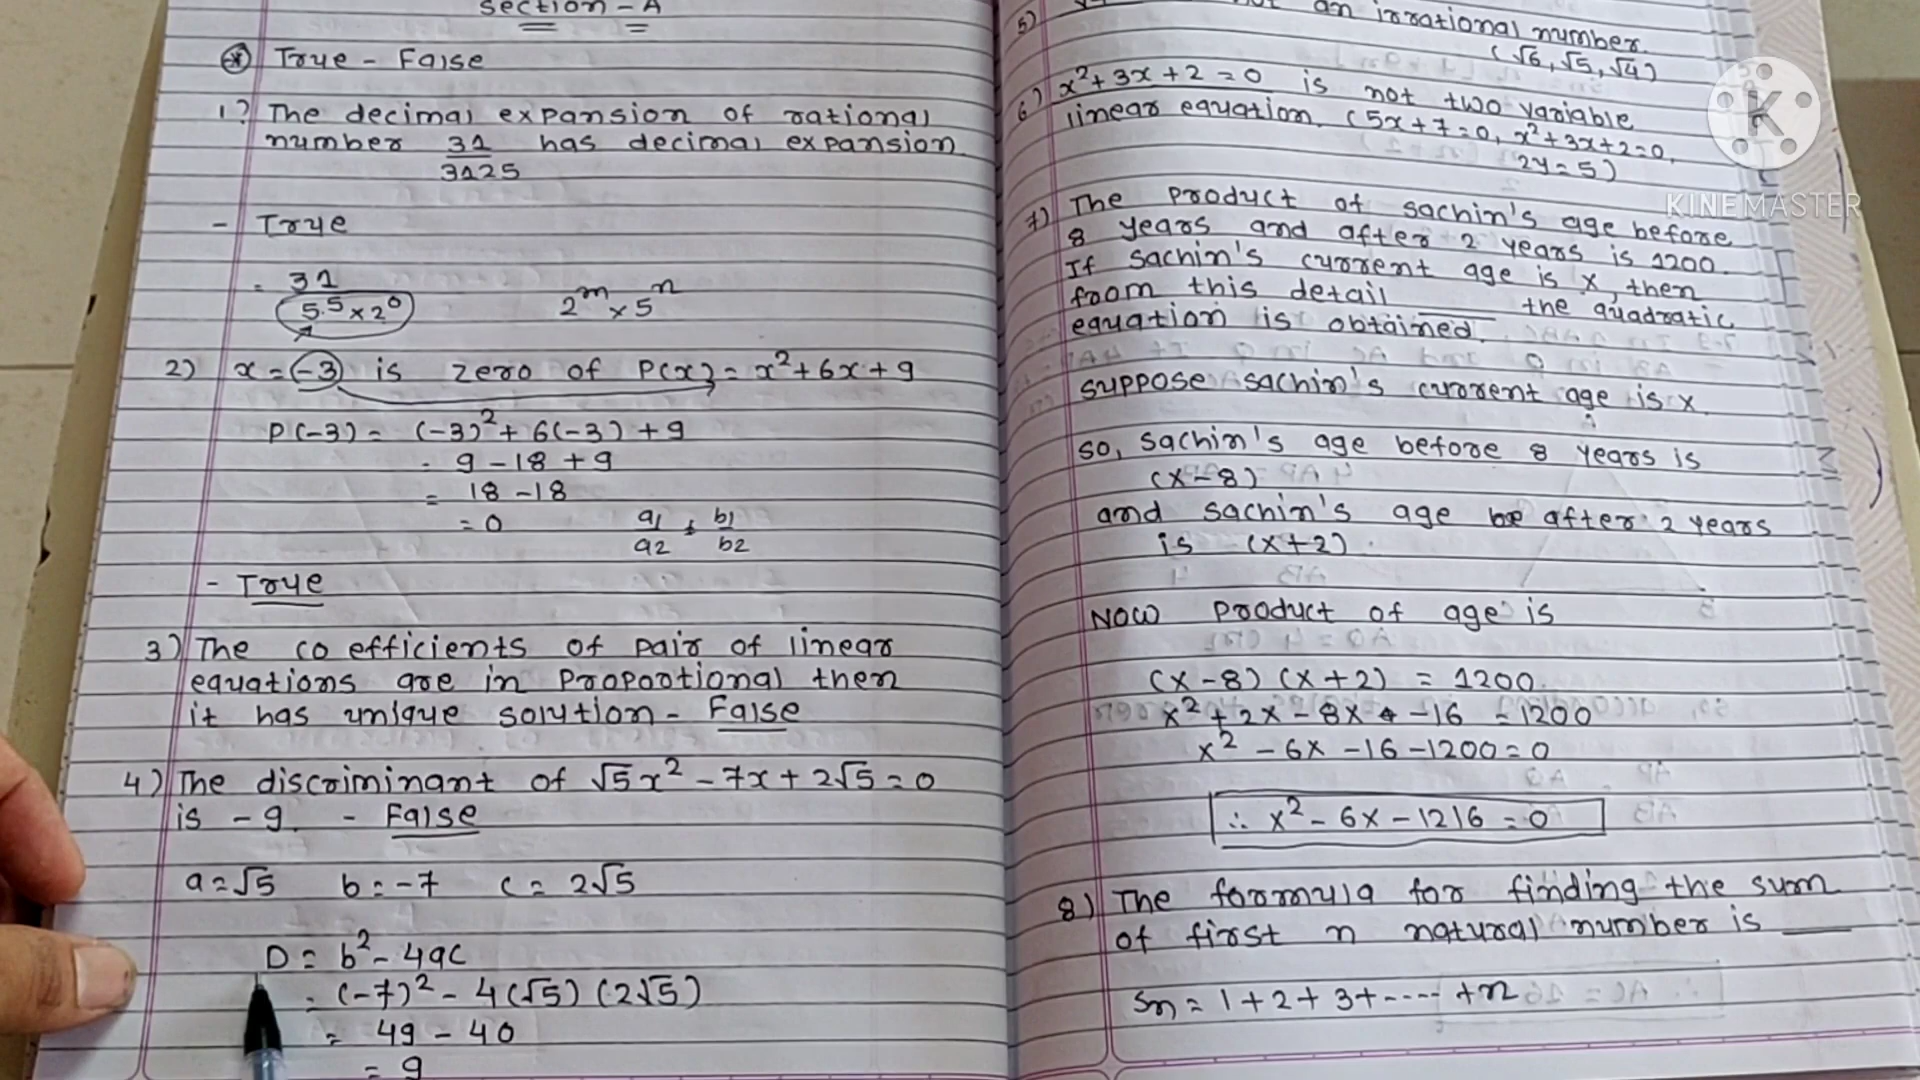 Section - A
* True - False
1) The decimal expansion of rational
number 31/3125 has decimal expansion.
- True
= 31 / 5.5 × 2^0    2^m × 5^n
2) x = -3 is zero of P(x) = x² + 6x + 9
P(-3) = (-3)² + 6(-3) + 9
= 9 - 18 + 9
= 18 - 18
= 0    a1/a2 ≠ b1/b2
- True
3) The co efficients of pair of linear
equations are in propootional then
it has unique solution - False
4) The discriminant of √5x² - 7x + 2√5 = 0
is - 9. - False
a = √5    b = -7    c = 2√5
D = b² - 4ac
= (-7)² - 4(√5)(2√5)
= 49 - 40
= 9
5) an irrational number.
(√6, √5, √4)
6) x² + 3x + 2 = 0 is not two variable
linear equation. (5x + 7 = 0, x² + 3x + 2 = 0,
2y = 5)
7) The product of sachin's age before
8 years and after 2 years is 1200.
If sachin's current age is x, then
from this detail ____ the quadratic
equation is obtained.
suppose sachin's current age is x.
so, sachin's age before 8 years is
(x - 8)
and sachin's age be after 2 years
is (x + 2)
Now product of age is
(x - 8) (x + 2) = 1200.
x² + 2x - 8x - 16 = 1200
x² - 6x - 16 - 1200 = 0
∴ x² - 6x - 1216 = 0
8) The formula for finding the sum
of first n natural number is ____
Sn = 1 + 2 + 3 + ---- + n
K
KINEMASTER